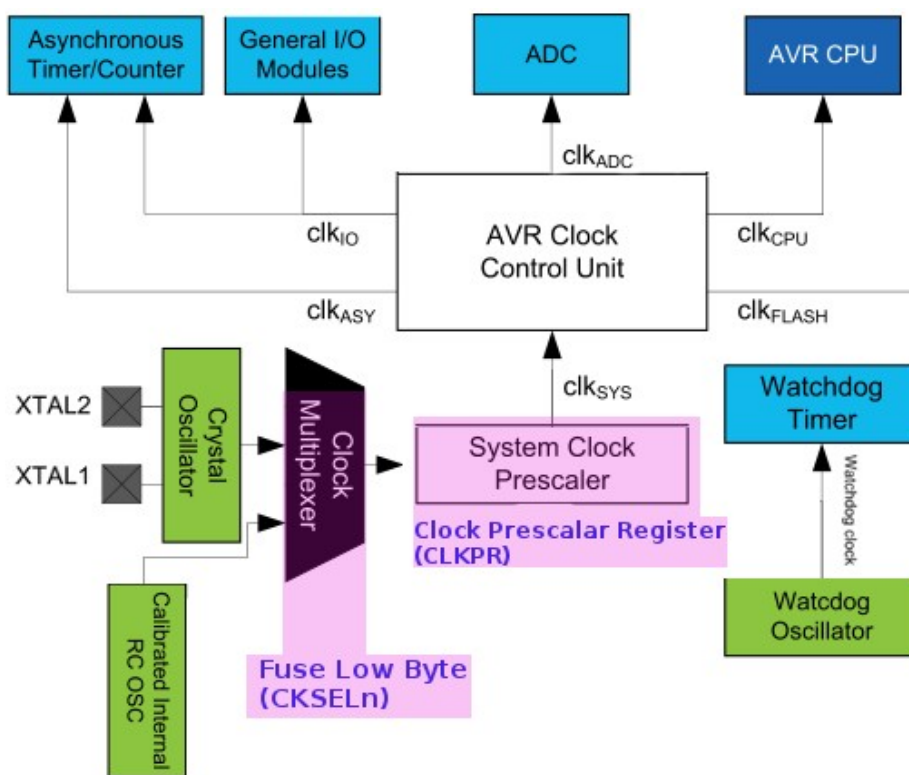 Asynchronous
Timer/Counter
General I/O
Modules
ADC
AVR CPU
clkADC
clkIO
AVR Clock
Control Unit
clkCPU
clkASY
clkFLASH
clkSYS
XTAL2
XTAL1
Crystal
Oscillator
Clock
Multiplexer
System Clock
Prescaler
Clock Prescalar Register
(CLKPR)
Watchdog
Timer
Watchdog clock
Watcdog
Oscillator
Calibrated Internal
RC OSC
Fuse Low Byte
(CKSELn)